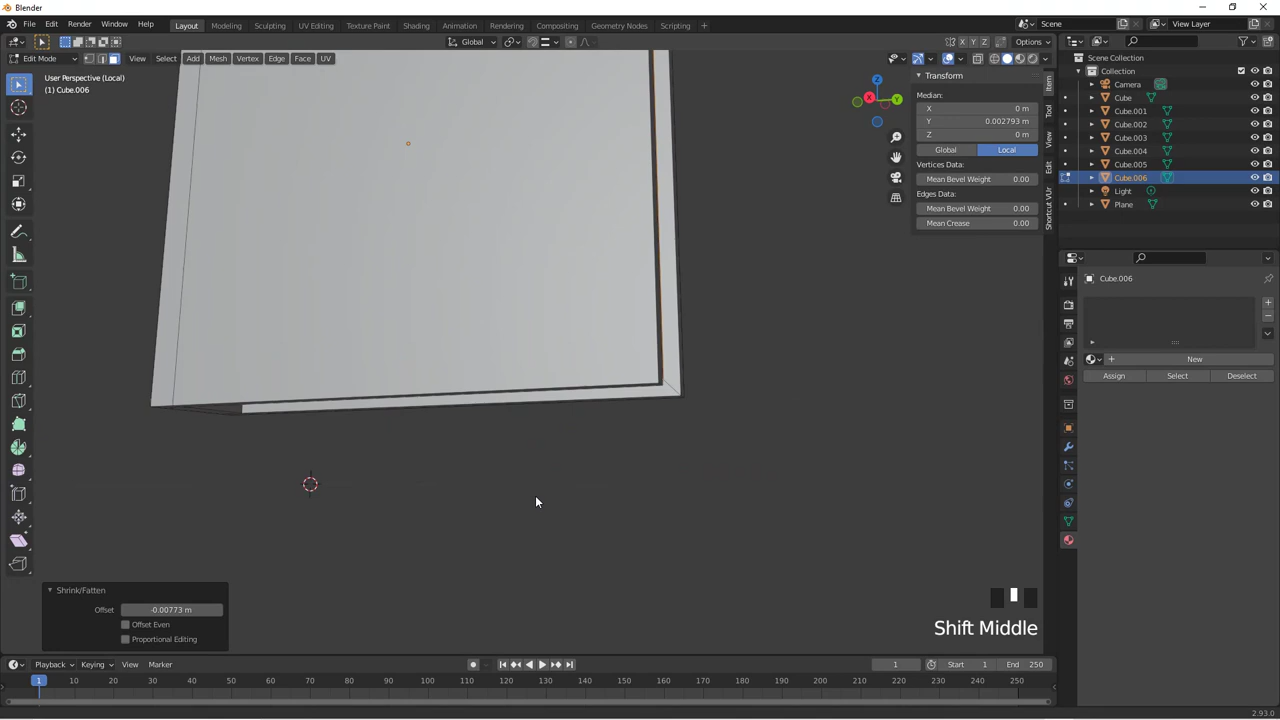 Blender
File Edit Render Window Help Layout Modeling Sculpting UV Editing Texture Paint Shading Animation Rendering Compositing Geometry Nodes Scripting + Scene View Layer
Global Options
Edit Mode View Select Add Mesh Vertex Edge Face UV
X Y Z
User Perspective (Local)
(1) Cube.006
Transform
Median:
X 0 m
Y 0.002793 m
Z 0 m
Global Local
Vertices Data:
Mean Bevel Weight 0.00
Edges Data:
Mean Bevel Weight 0.00
Mean Crease 0.00
Item
Tool
View
Edit
Shortcut VUr
Z
X
Y
Scene Collection
Collection
Camera
Cube
Cube.001
Cube.002
Cube.003
Cube.004
Cube.005
Cube.006
Light
Plane
Cube.006
New
Assign Select Deselect
Shrink/Fatten
Offset -0.00773 m
Offset Even
Proportional Editing
Shift Middle
Playback Keying View Marker 1 Start 1 End 250
1 10 20 30 40 50 60 70 80 90 100 110 120 130 140 150 160 170 180 190 200 210 220 230 240 250
2.93.0